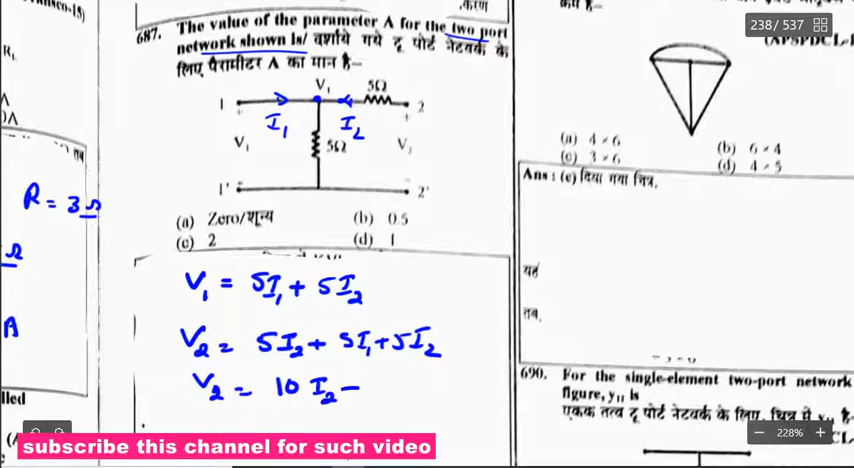 238 / 537
687. The value of the parameter A for the two port
network shown is/ दर्शाये गये टू पोर्ट नेटवर्क के
लिए पैरामीटर A का मान है–
V₁
5Ω
1
2
I₁
I₂
V₁
5Ω
V₂
1'
2'
(a) Zero/शून्य
(b) 0.5
(c) 2
(d) 1
V₁ = 5I₁ + 5I₂
V₂ = 5I₂ + 5I₁ + 5I₂
V₂ = 10 I₂ –
R = 3Ω
Ω
A
(a) 4 × 6
(b) 6 × 4
(c) 3 × 6
(d) 4 × 5
Ans : (c) दिया गया चित्र,
यहाँ
तब,
690. For the single-element two-port network
figure, y₁₁ is
एकक तत्व टू पोर्ट नेटवर्क के लिए, चित्र में
228%
subscribe this channel for such video